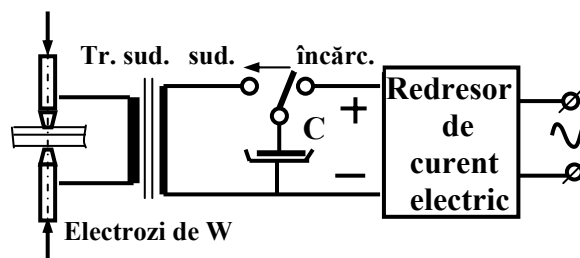 Tr. sud. sud. încărc.
+
C
−
Redresor
de
curent
electric
Electrozi de W